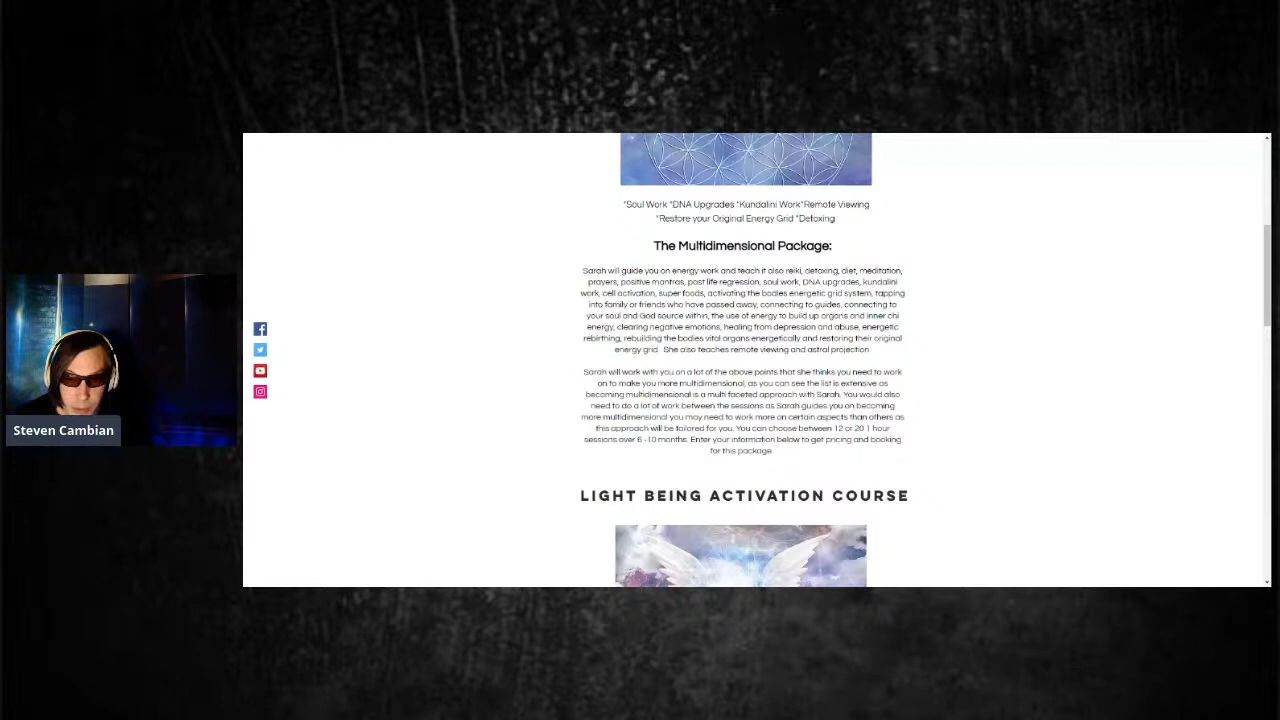 *Soul Work *DNA Upgrades *Kundalini Work*Remote Viewing
*Restore your Original Energy Grid *Detoxing
The Multidimensional Package:
Sarah will guide you on energy work and teach it also reiki, detoxing, diet, meditation,
prayers, positive mantras, past life regression, soul work, DNA upgrades, kundalini
work, cell activation, super foods, activating the bodies energetic grid system, tapping
into family or friends who have passed away, connecting to guides, connecting to
your soul and God source within, the use of energy to build up organs and inner chi
energy, clearing negative emotions, healing from depression and abuse, energetic
rebirthing, rebuilding the bodies vital organs energetically and restoring their original
energy grid. She also teaches remote viewing and astral projection.
Sarah will work with you on a lot of the above points that she thinks you need to work
on to make you more multidimensional, as you can see the list is extensive as
becoming multidimensional is a multi faceted approach with Sarah. You would also
need to do a lot of work between the sessions as Sarah guides you on becoming
more multidimensional you may need to work more on certain aspects than others as
this approach will be tailored for you. You can choose between 12 or 20 1 hour
sessions over 6 -10 months. Enter your information below to get pricing and booking
for this package
LIGHT BEING ACTIVATION COURSE
Steven Cambian